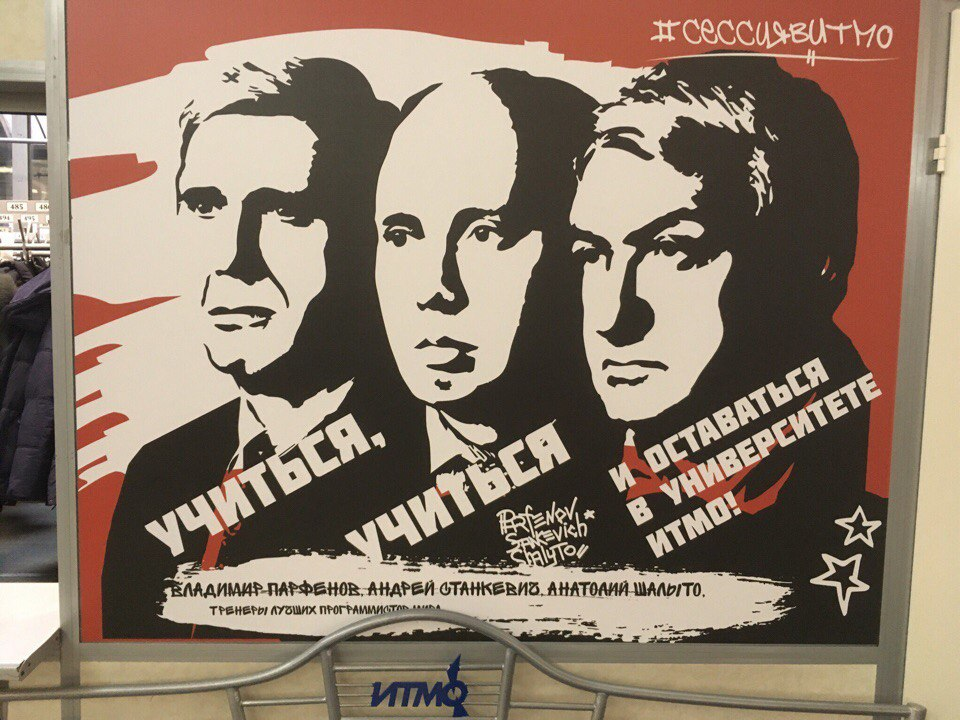 #СЕССИЯВИТМО
485
УЧИТЬСЯ,
УЧИТЬСЯ
И ОСТАВАТЬСЯ
В УНИВЕРСИТЕТЕ
ИТМО!
Parfenov
Stankevich
Shalyto
ВЛАДИМИР ПАРФЕНОВ, АНДРЕЙ СТАНКЕВИЧ, АНАТОЛИЙ ШАЛЫТО,
ТРЕНЕРЫ ЛУЧШИХ ПРОГРАММИСТОВ МИРА
ИТМО